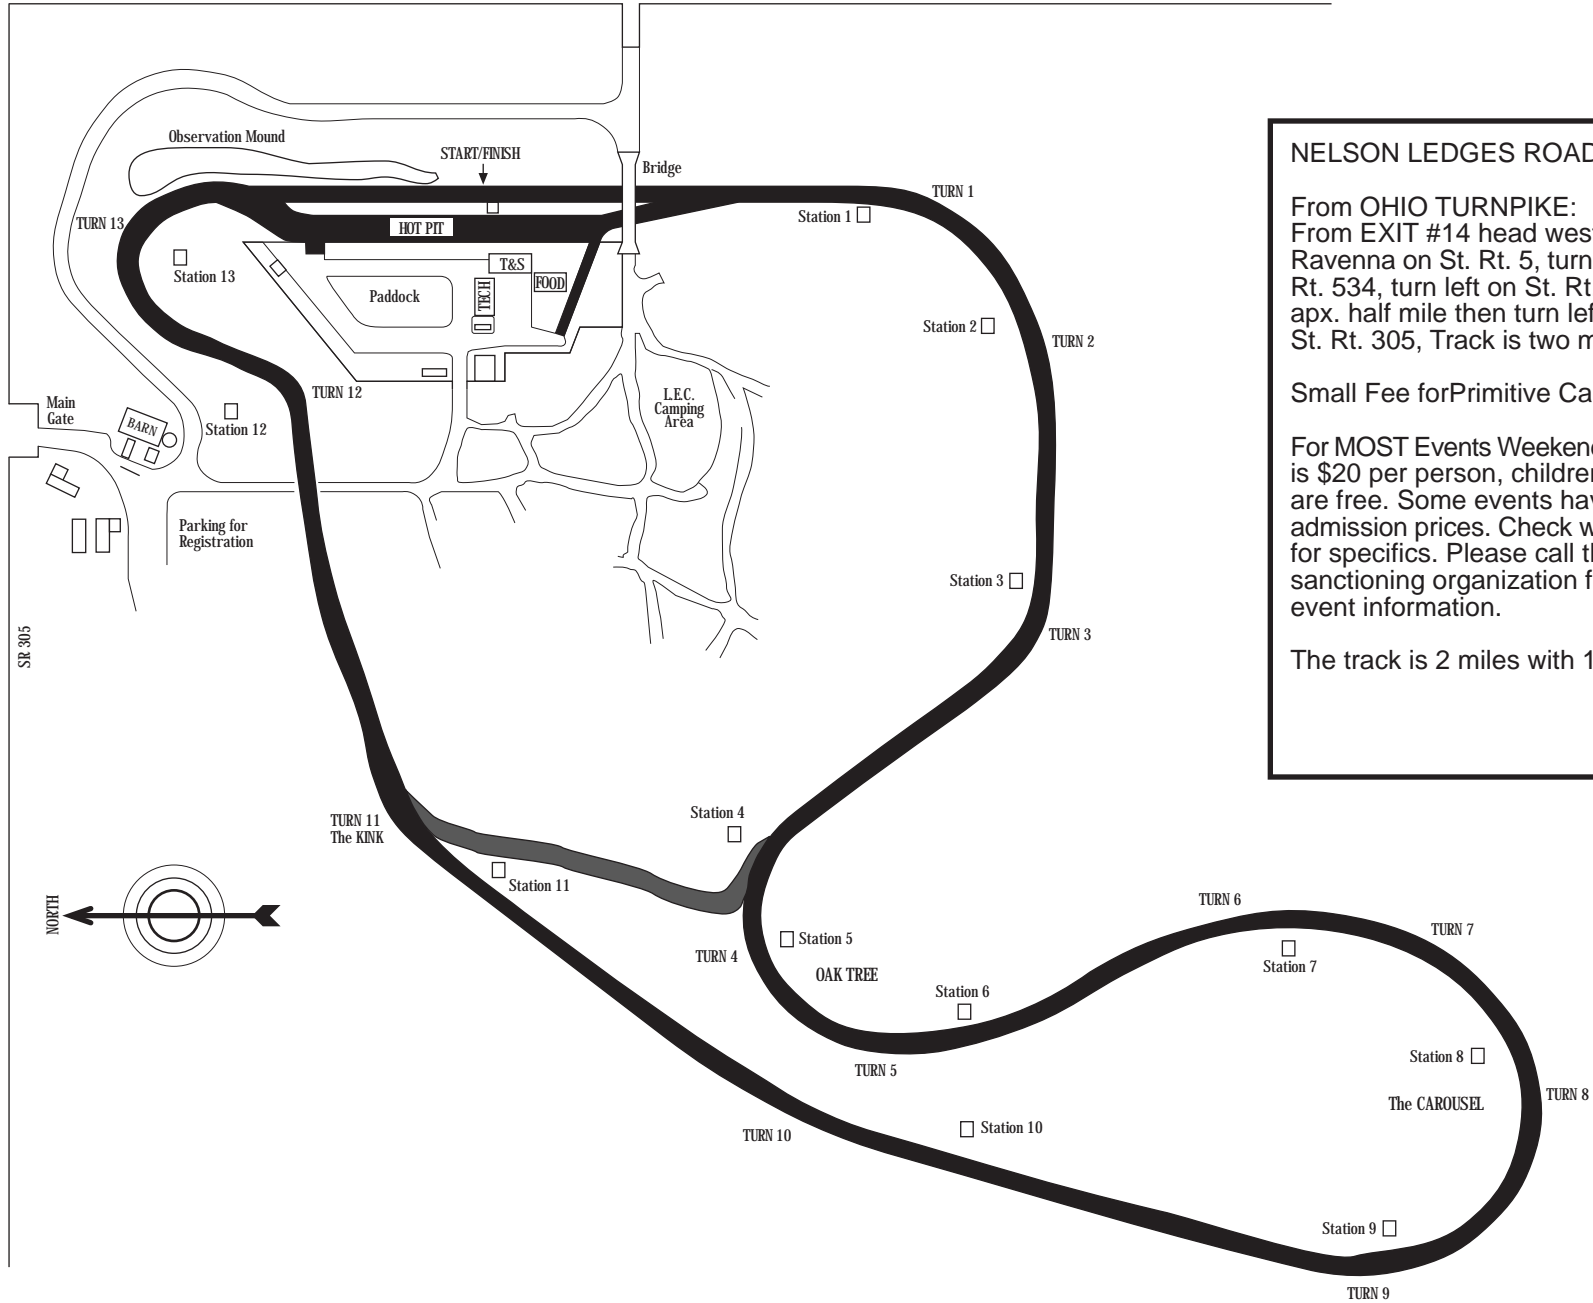 Observation Mound
START/FINISH
Bridge
TURN 1
Station 1
TURN 13
HOT PIT
Station 13
T&S
FOOD
TECH
Paddock
Station 2
TURN 2
TURN 12
Main
Gate
BARN
Station 12
L.E.C.
Camping
Area
Parking for
Registration
Station 3
TURN 3
SR 305
Station 4
TURN 11
The KINK
Station 11
NORTH
TURN 4
Station 5
OAK TREE
Station 6
TURN 5
TURN 6
Station 7
TURN 7
Station 8
The CAROUSEL
TURN 8
TURN 10
Station 10
Station 9
TURN 9
NELSON LEDGES ROAD
From OHIO TURNPIKE:
From EXIT #14 head west
Ravenna on St. Rt. 5, turn
Rt. 534, turn left on St. Rt
apx. half mile then turn left
St. Rt. 305, Track is two m
Small Fee forPrimitive Ca
For MOST Events Weekend
is $20 per person, children
are free. Some events hav
admission prices. Check w
for specifics. Please call th
sanctioning organization f
event information.
The track is 2 miles with 1